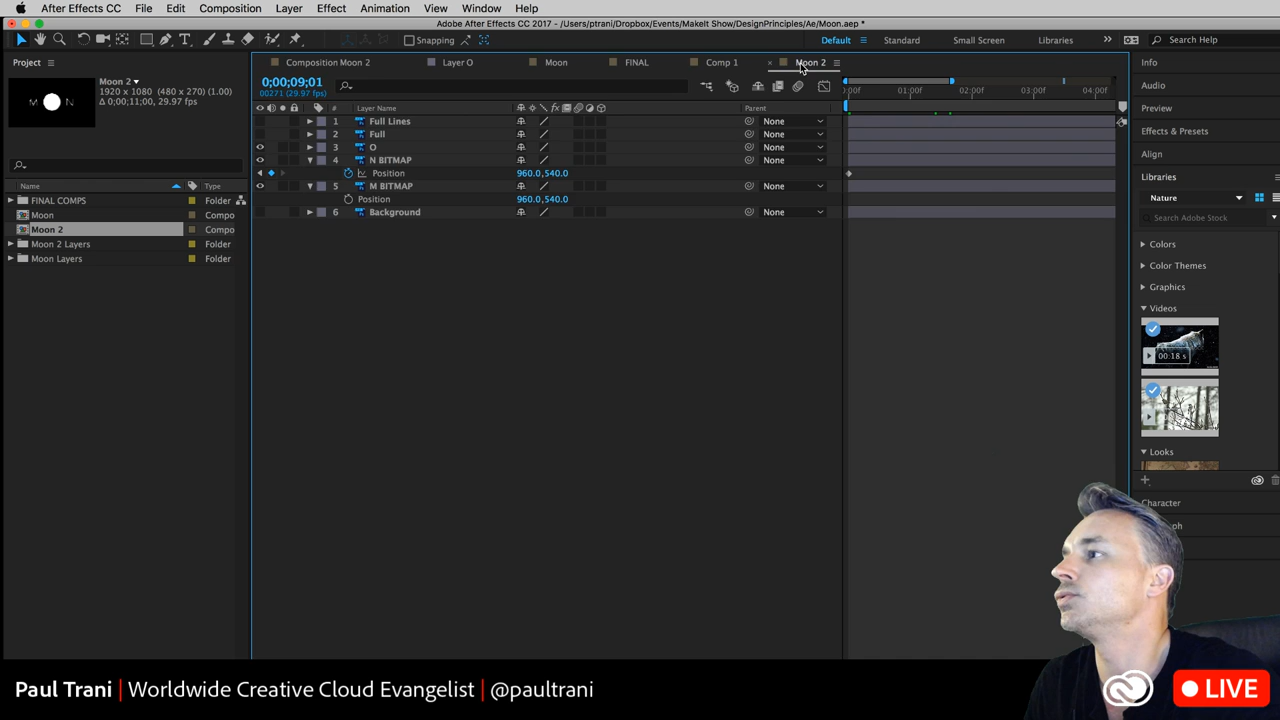 After Effects CC File Edit Composition Layer Effect Animation View Window Help
Adobe After Effects CC 2017 - /Users/ptrani/Dropbox/Events/MakeIt Show/DesignPrinciples/Ae/Moon.aep *
Snapping Default Standard Small Screen Libraries Search Help
Project Composition Moon 2 Layer O Moon FINAL Comp 1 Moon 2 Info
Moon 2
1920 x 1080 (480 x 270) (1.00)
Δ 0;00;11;00, 29.97 fps
M N
0;00;09;01
00271 (29.97 fps)
01:00f 02:00f 03:00f 04:00f
# Layer Name Parent
1 Full Lines None
2 Full None
3 O None
4 N BITMAP None
Position 960.0,540.0
5 M BITMAP None
Position 960.0,540.0
6 Background None
Name Type
FINAL COMPS Folder
Moon Compo
Moon 2 Compo
Moon 2 Layers Folder
Moon Layers Folder
Audio
Preview
Effects & Presets
Align
Libraries
Nature
Search Adobe Stock
Colors
Color Themes
Graphics
Videos
00:18 s
Looks
Character
ph
Paul Trani | Worldwide Creative Cloud Evangelist | @paultrani
LIVE